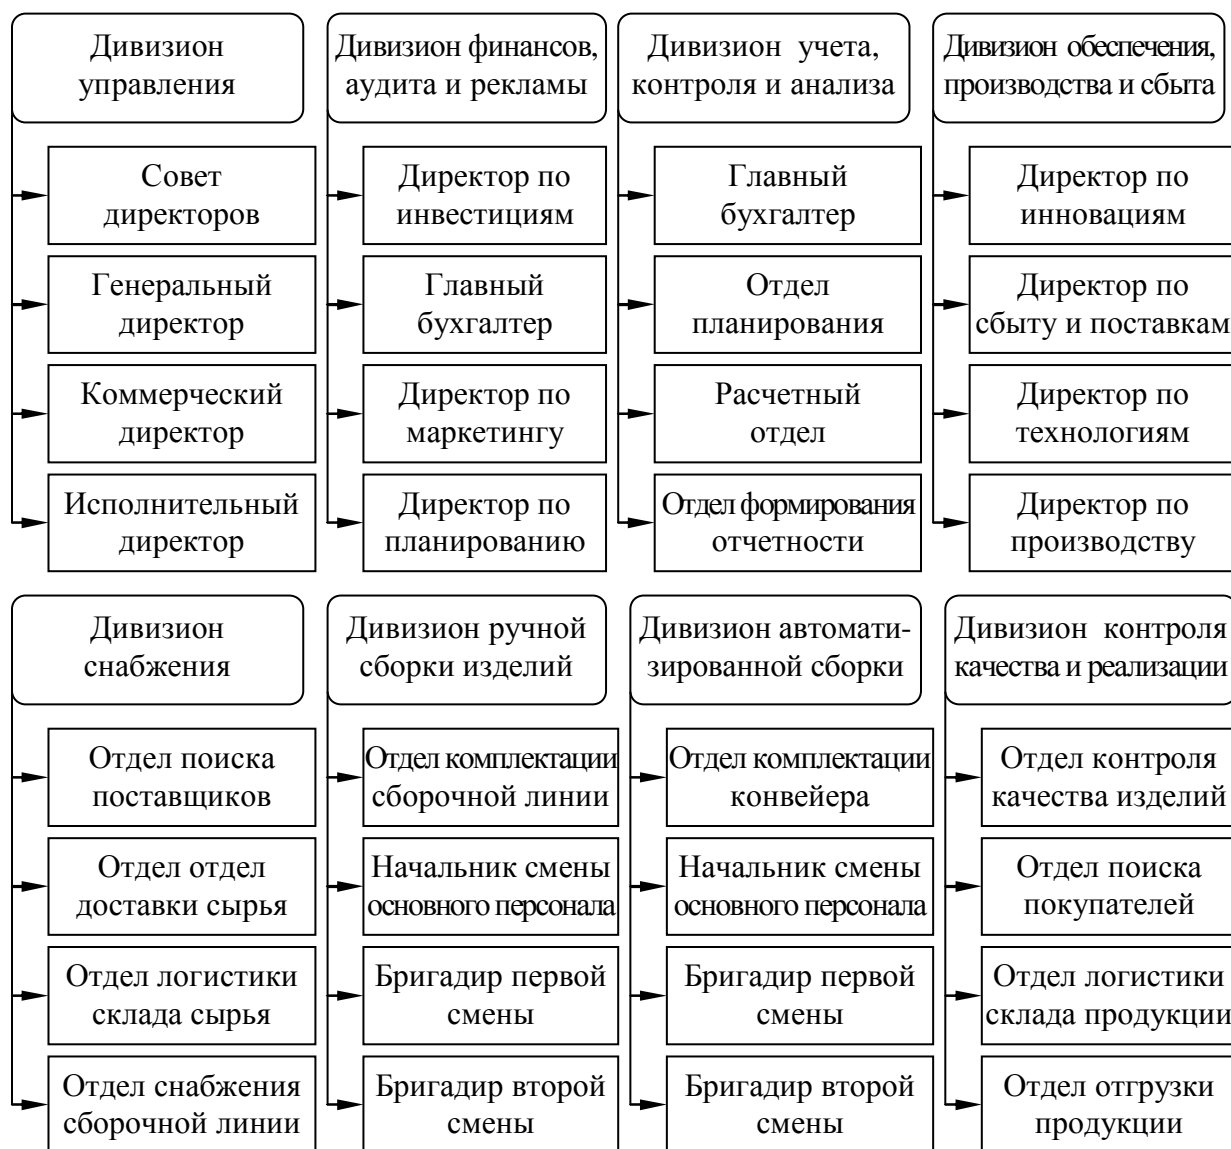 Дивизион
управления
Совет
директоров
Генеральный
директор
Коммерческий
директор
Исполнительный
директор
Дивизион финансов,
аудита и рекламы
Директор по
инвестициям
Главный
бухгалтер
Директор по
маркетингу
Директор по
планированию
Дивизион учета,
контроля и анализа
Главный
бухгалтер
Отдел
планирования
Расчетный
отдел
Отдел формирования
отчетности
Дивизион обеспечения,
производства и сбыта
Директор по
инновациям
Директор по
сбыту и поставкам
Директор по
технологиям
Директор по
производству
Дивизион
снабжения
Отдел поиска
поставщиков
Отдел отдел
доставки сырья
Отдел логистики
склада сырья
Отдел снабжения
сборочной линии
Дивизион ручной
сборки изделий
Отдел комплектации
сборочной линии
Начальник смены
основного персонала
Бригадир первой
смены
Бригадир второй
смены
Дивизион автомати-
зированной сборки
Отдел комплектации
конвейера
Начальник смены
основного персонала
Бригадир первой
смены
Бригадир второй
смены
Дивизион контроля
качества и реализации
Отдел контроля
качества изделий
Отдел поиска
покупателей
Отдел логистики
склада продукции
Отдел отгрузки
продукции